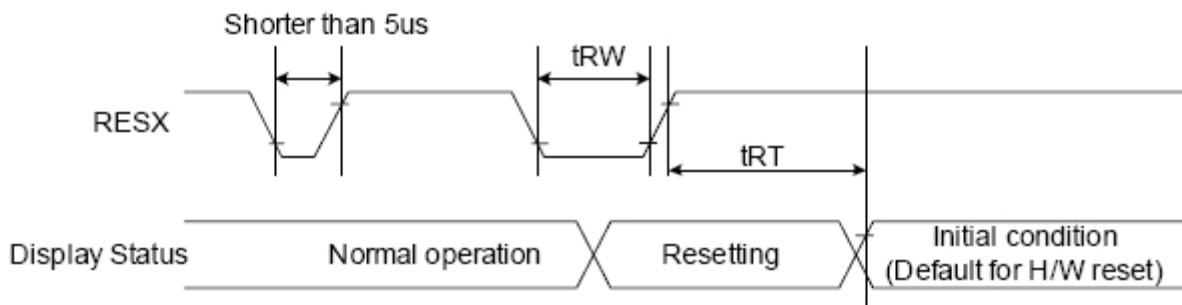 Shorter than 5us
tRW
RESX
tRT
Display Status
Normal operation
Resetting
Initial condition
(Default for H/W reset)